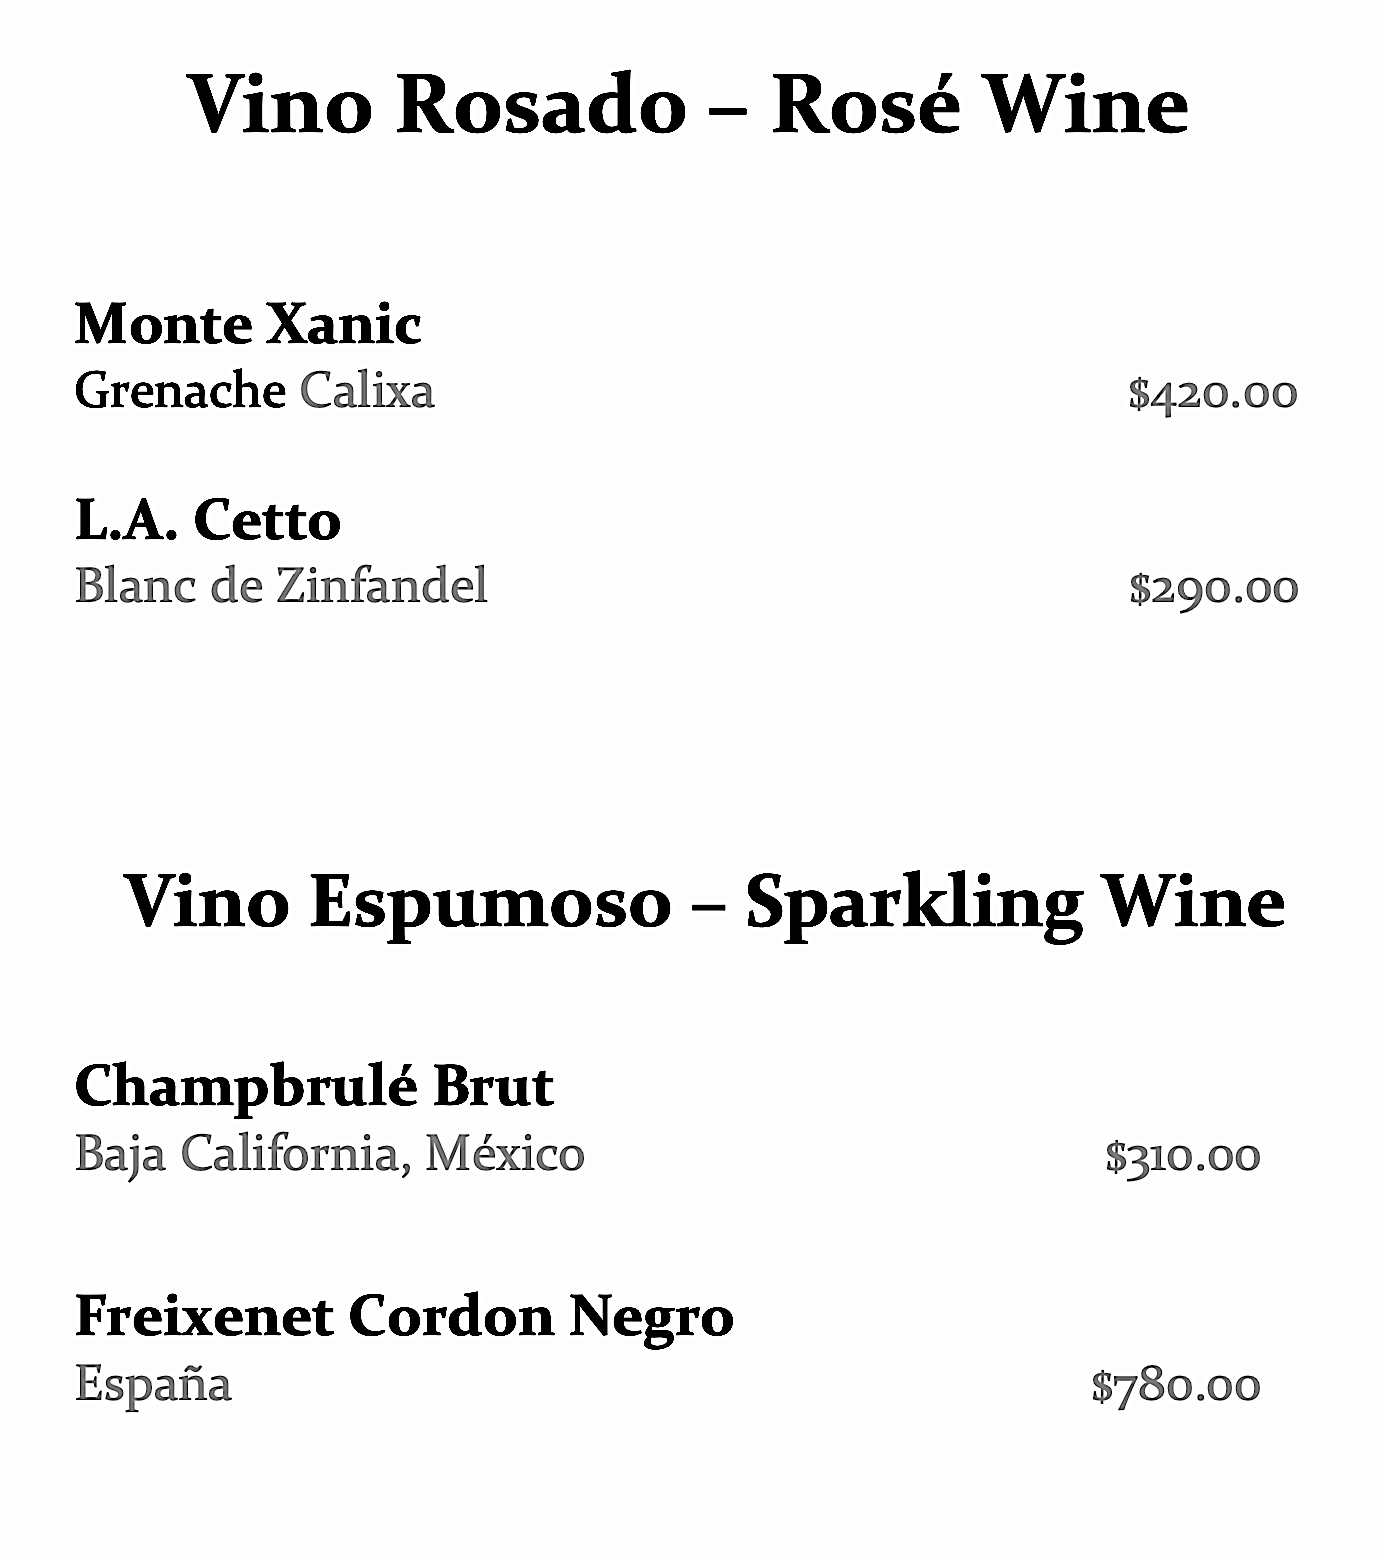 Vino Rosado – Rosé Wine
Monte Xanic
Grenache Calixa $420.00
L.A. Cetto
Blanc de Zinfandel $290.00
Vino Espumoso – Sparkling Wine
Champbrulé Brut
Baja California, México $310.00
Freixenet Cordon Negro
España $780.00